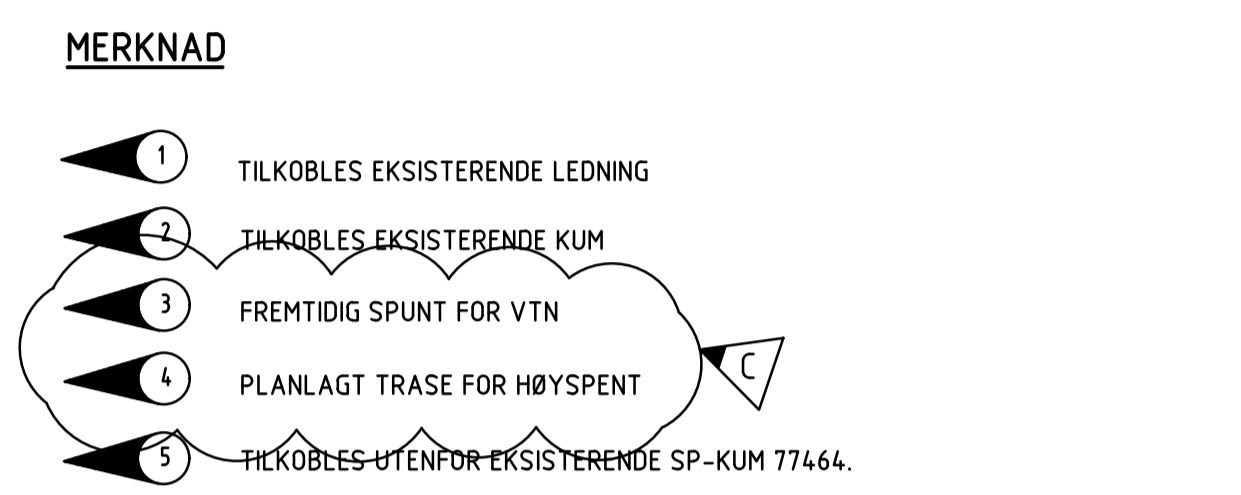 MERKNAD
1 TILKOBLES EKSISTERENDE LEDNING
2 TILKOBLES EKSISTERENDE KUM
3 FREMTIDIG SPUNT FOR VTN
4 PLANLAGT TRASE FOR HØYSPENT
C
5 TILKOBLES UTENFOR EKSISTERENDE SP-KUM 77464.